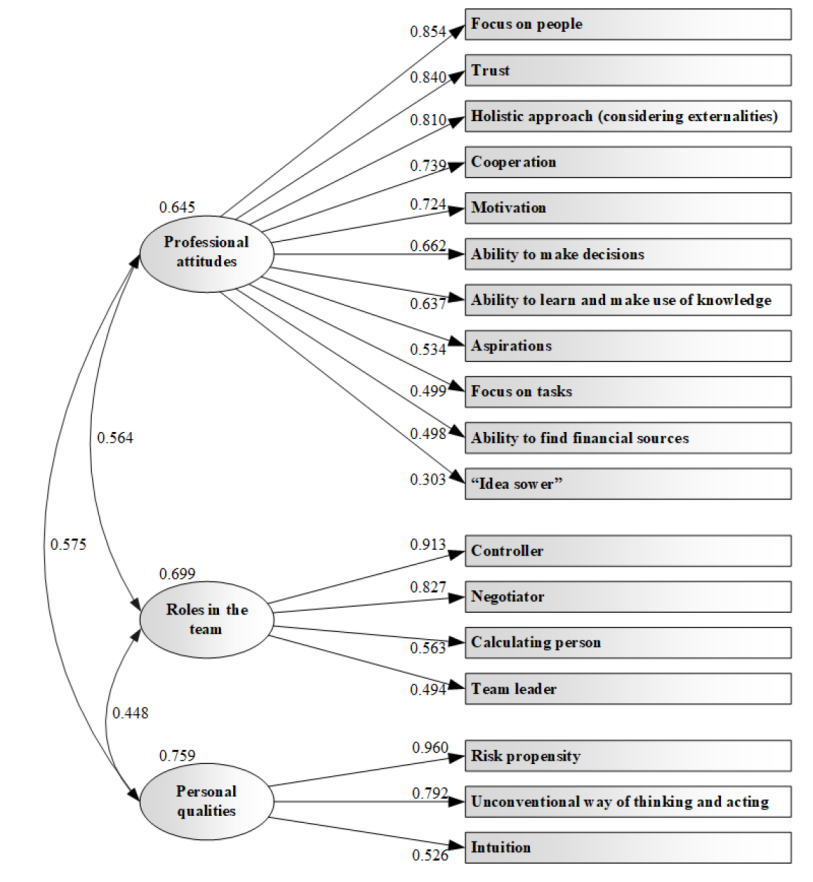 0.854 Focus on people
0.840 Trust
0.810 Holistic approach (considering externalities)
0.739 Cooperation
0.724 Motivation
0.662 Ability to make decisions
0.637 Ability to learn and make use of knowledge
0.534 Aspirations
0.499 Focus on tasks
0.498 Ability to find financial sources
0.303 “Idea sower”
0.645
Professional
attitudes
0.564
0.575
0.913 Controller
0.827 Negotiator
0.563 Calculating person
0.494 Team leader
0.699
Roles in the
team
0.448
0.960 Risk propensity
0.792 Unconventional way of thinking and acting
0.526 Intuition
0.759
Personal
qualities